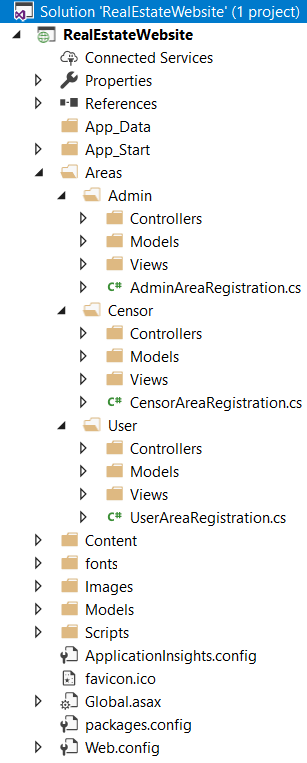 Solution 'RealEstateWebsite' (1 project)
RealEstateWebsite
Connected Services
Properties
References
App_Data
App_Start
Areas
Admin
Controllers
Models
Views
C# AdminAreaRegistration.cs
Censor
Controllers
Models
Views
C# CensorAreaRegistration.cs
User
Controllers
Models
Views
C# UserAreaRegistration.cs
Content
fonts
Images
Models
Scripts
ApplicationInsights.config
favicon.ico
Global.asax
packages.config
Web.config